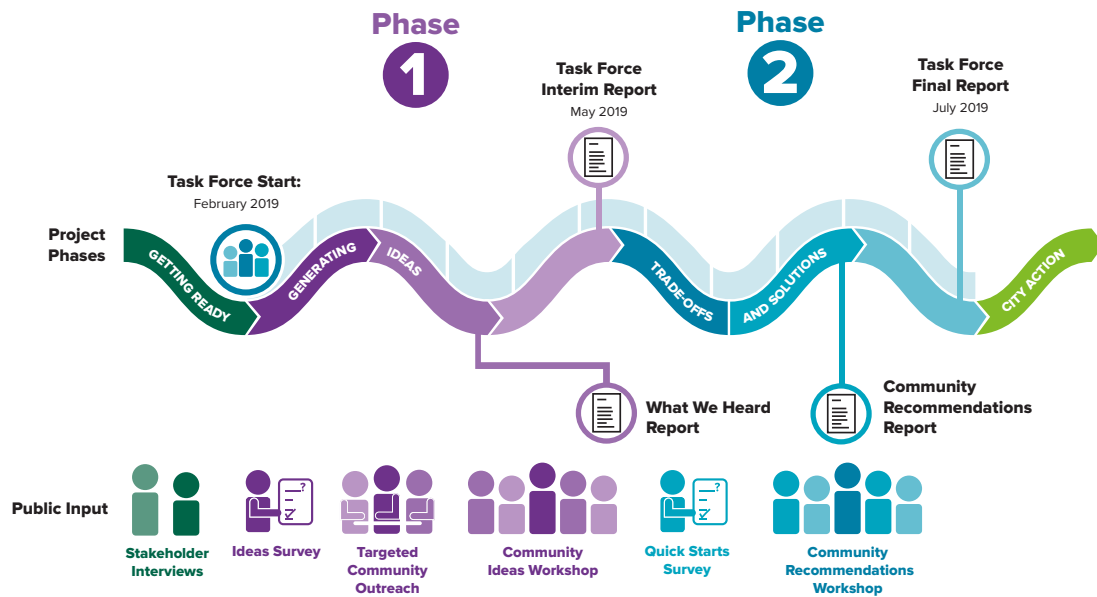 Phase
1
Phase
2
Task Force
Interim Report
May 2019
Task Force
Final Report
July 2019
Task Force Start:
February 2019
Project
Phases
GETTING READY
GENERATING
IDEAS
TRADE-OFFS
AND SOLUTIONS
CITY ACTION
What We Heard
Report
Community
Recommendations
Report
Public Input
?
Stakeholder
Interviews
Ideas Survey
Targeted
Community
Outreach
Community
Ideas Workshop
?
Quick Starts
Survey
Community
Recommendations
Workshop